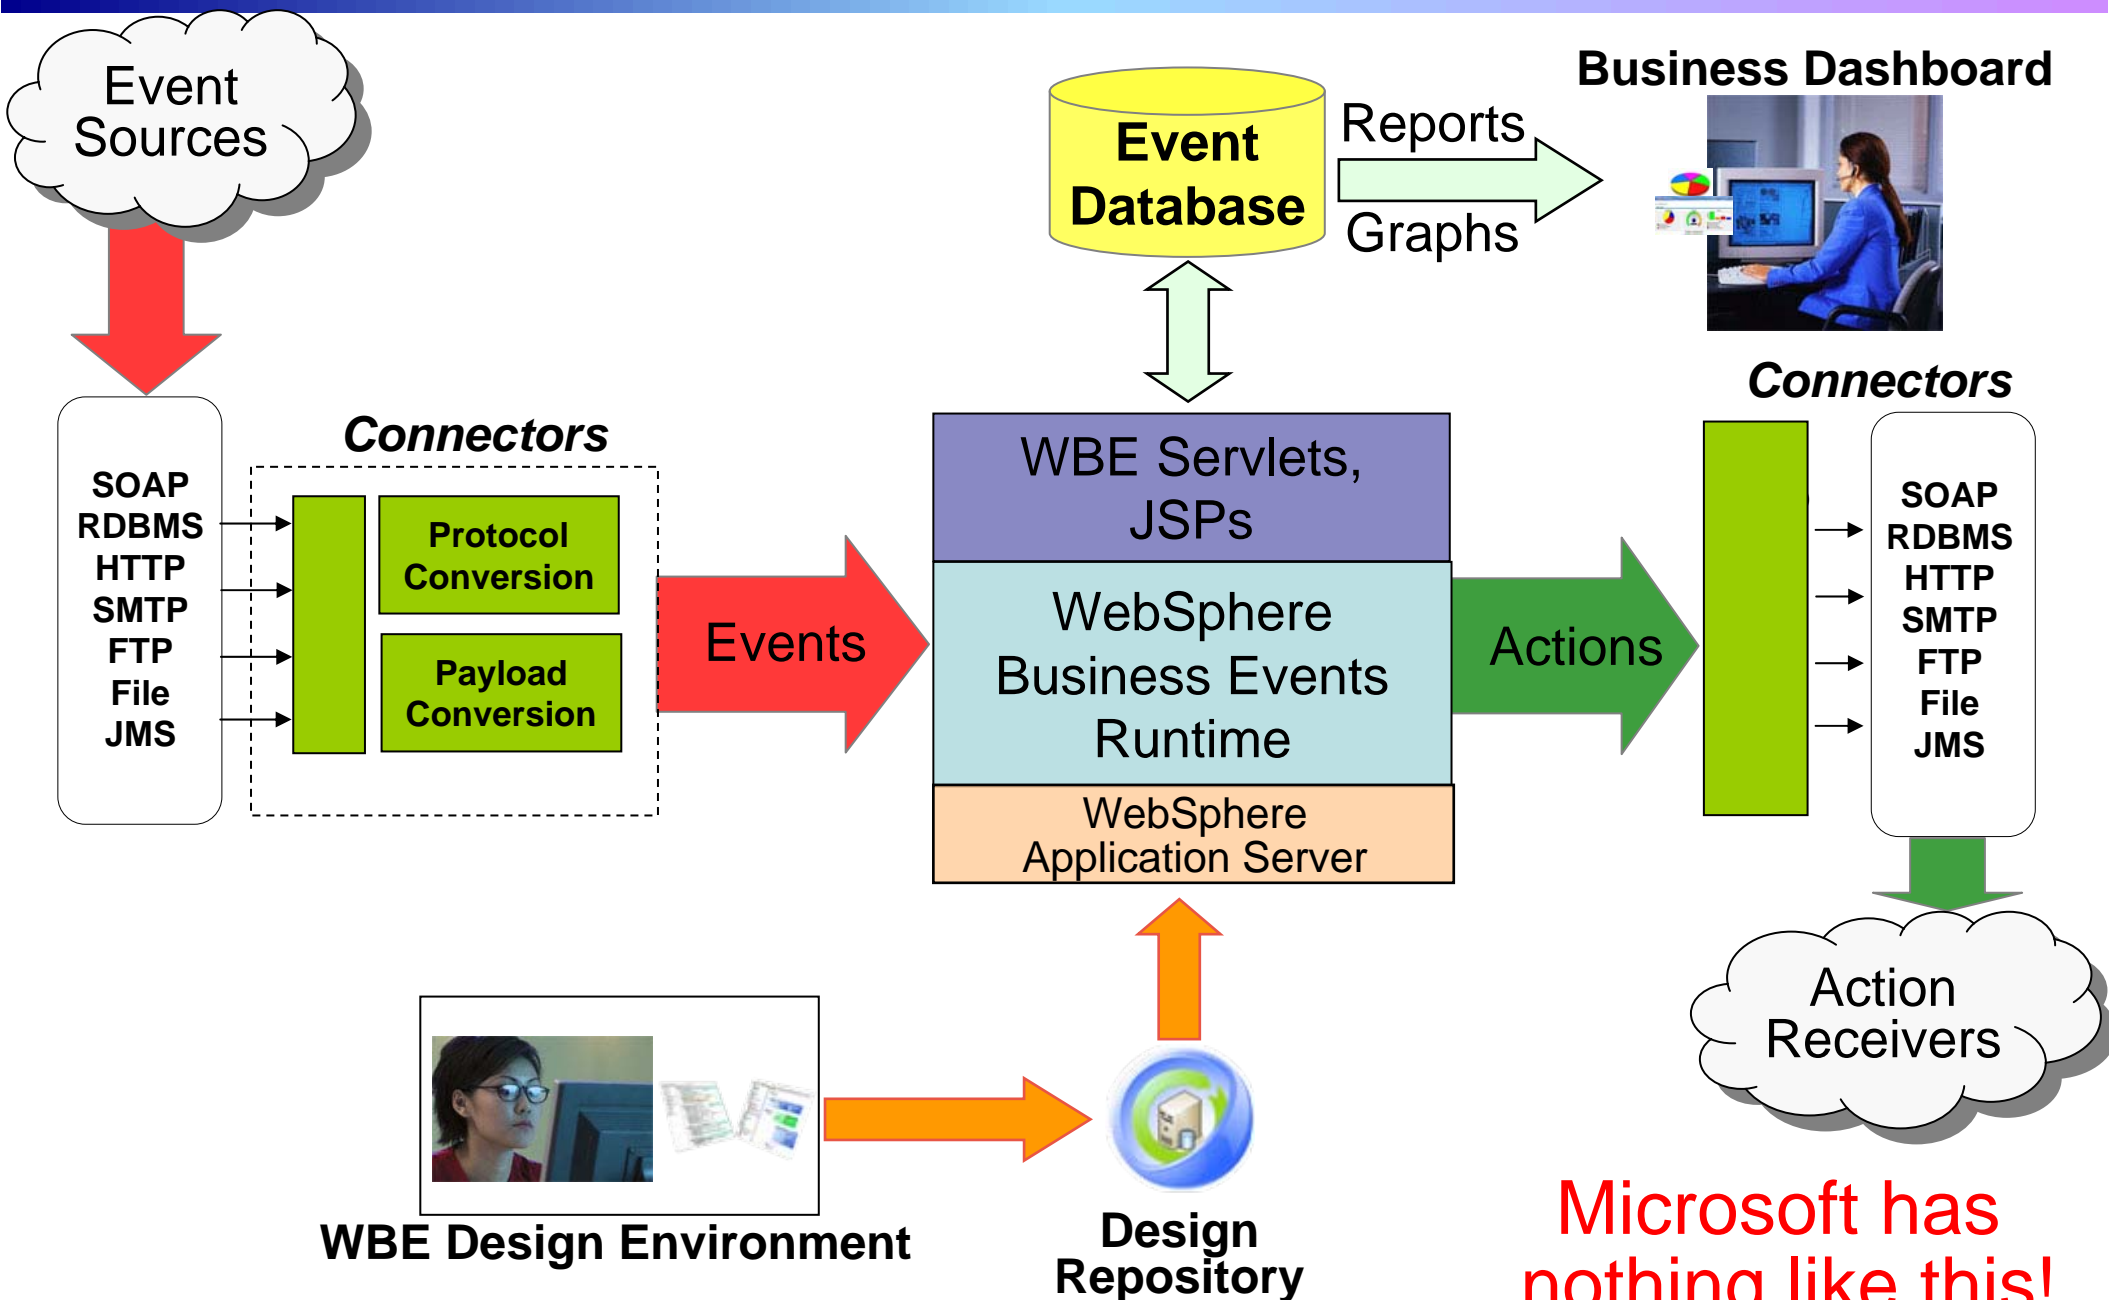 Event
Sources
Event
Database
Reports
Graphs
Business Dashboard
Connectors
SOAP
RDBMS
HTTP
SMTP
FTP
File
JMS
Protocol
Conversion
Payload
Conversion
Events
WBE Servlets,
JSPs
WebSphere
Business Events
Runtime
WebSphere
Application Server
Actions
Connectors
SOAP
RDBMS
HTTP
SMTP
FTP
File
JMS
Action
Receivers
WBE Design Environment
Design
Repository
Microsoft has
nothing like this!